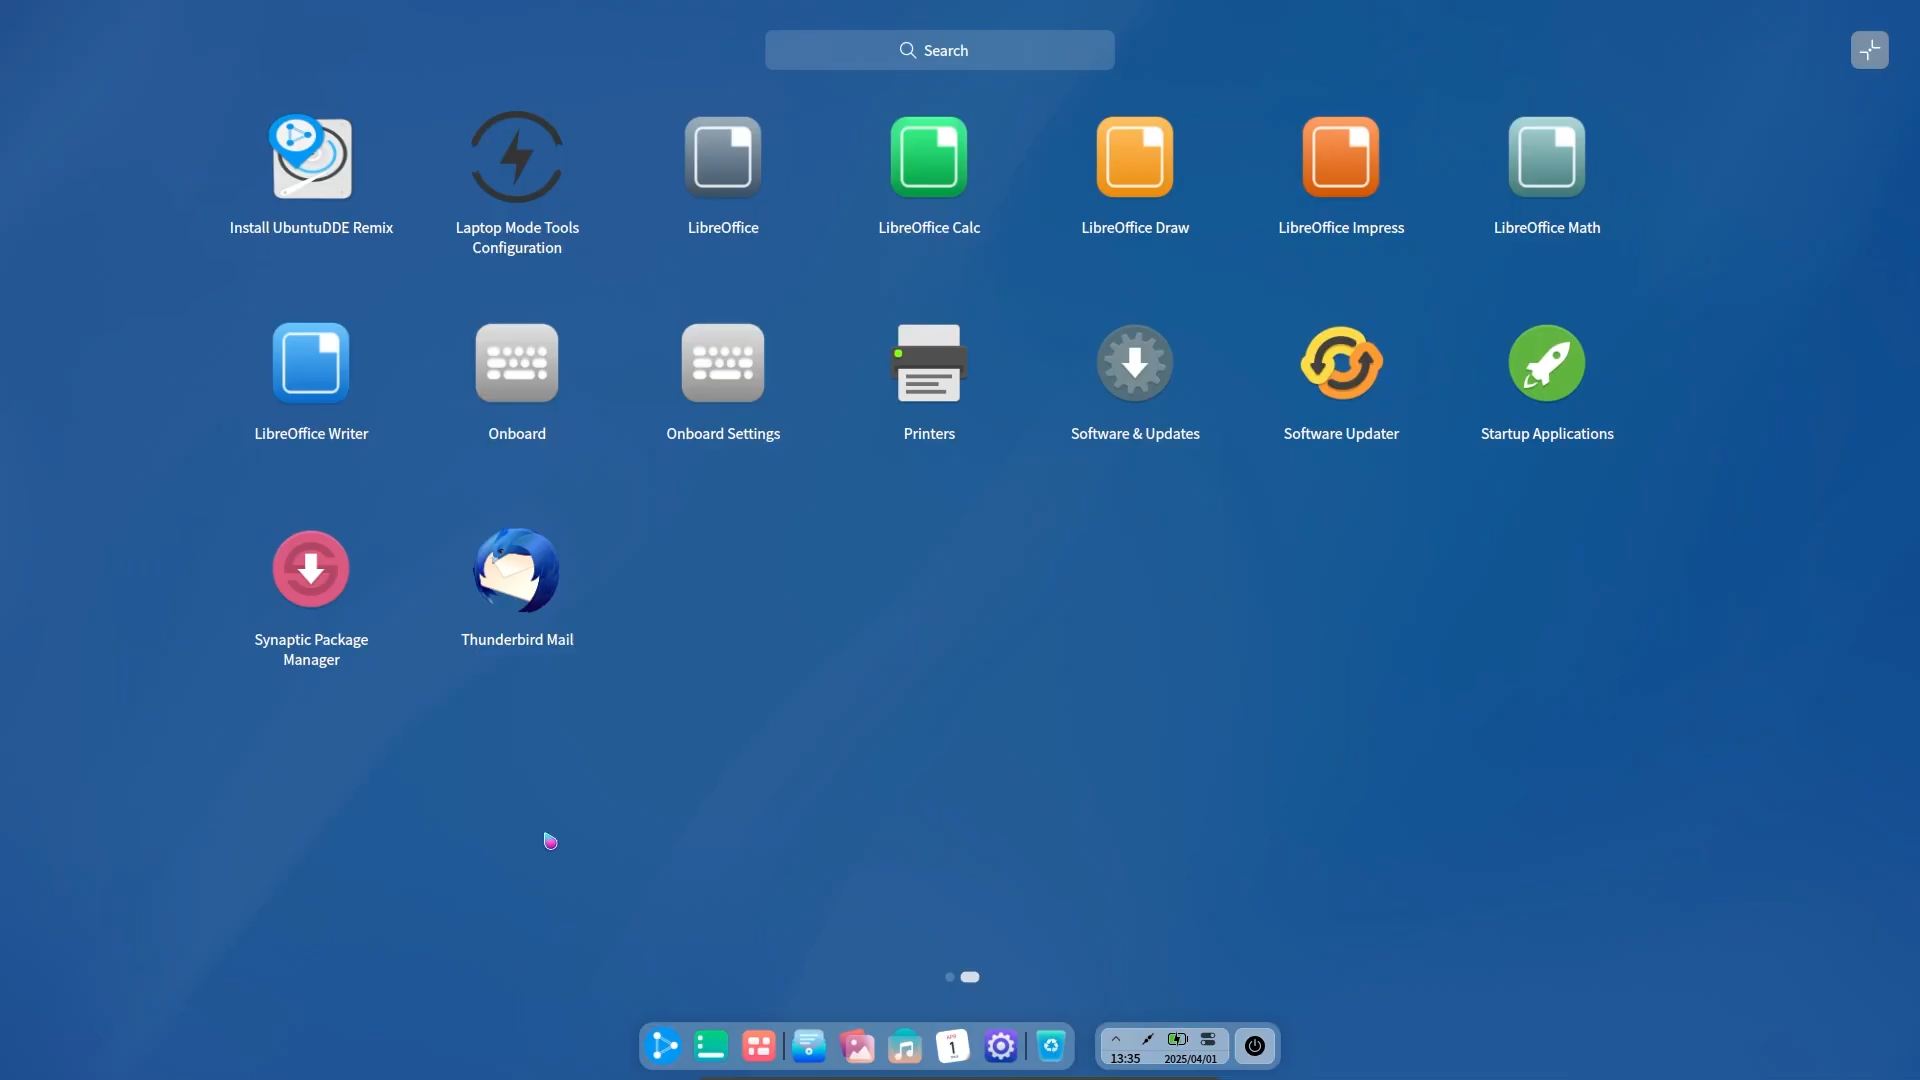 Search
Install UbuntuDDE Remix
Laptop Mode Tools
Configuration
LibreOffice
LibreOffice Calc
LibreOffice Draw
LibreOffice Impress
LibreOffice Math
LibreOffice Writer
Onboard
Onboard Settings
Printers
Software & Updates
Software Updater
Startup Applications
Synaptic Package
Manager
Thunderbird Mail
1
13:35
2025/04/01